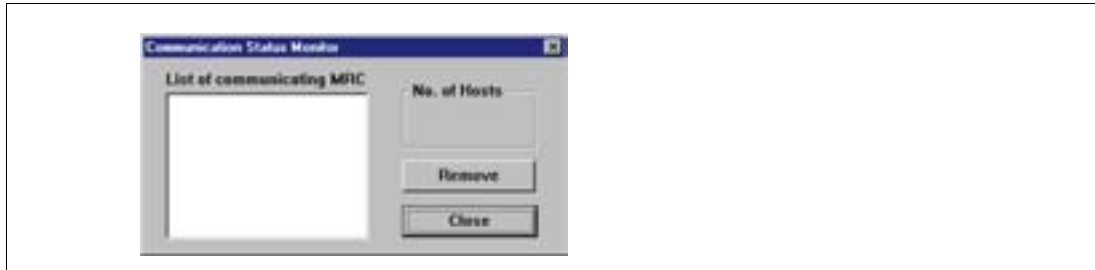 Communication Status Monitor
List of communicating MRC
No. of Hosts
Remove
Close